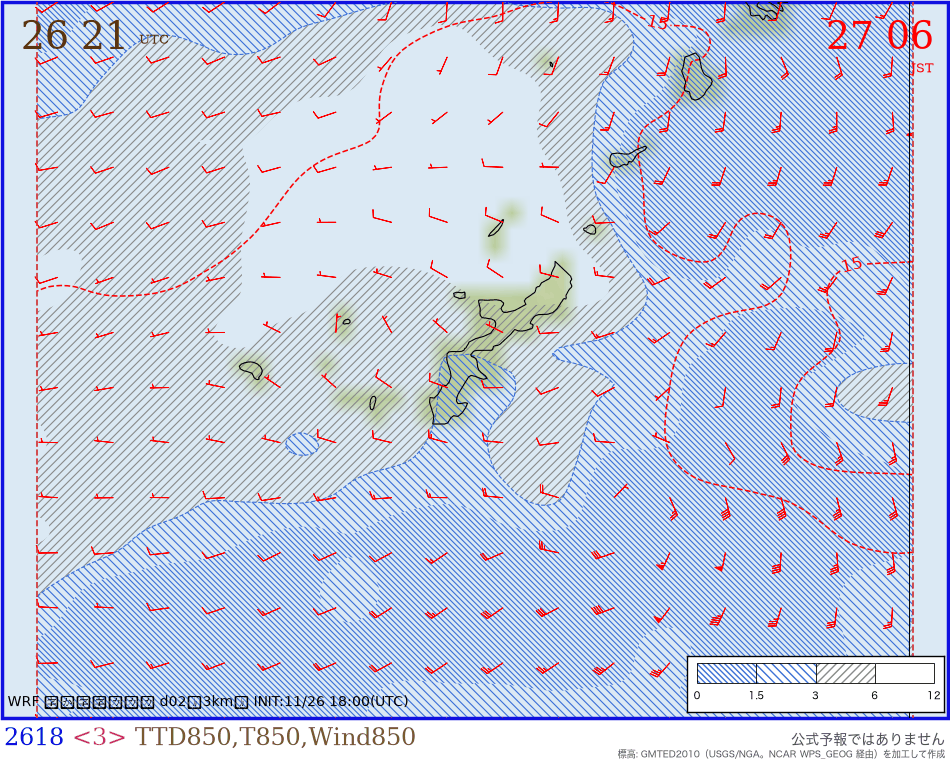 26 21 UTC
27 06
JST
15
15
WRF d02 3km INIT:11/26 18:00(UTC)
0 1.5 3 6 12
2618 <3> TTD850,T850,Wind850
公式予報ではありません
標高: GMTED2010（USGS/NGA。NCAR WPS_GEOG 経由）を加工して作成